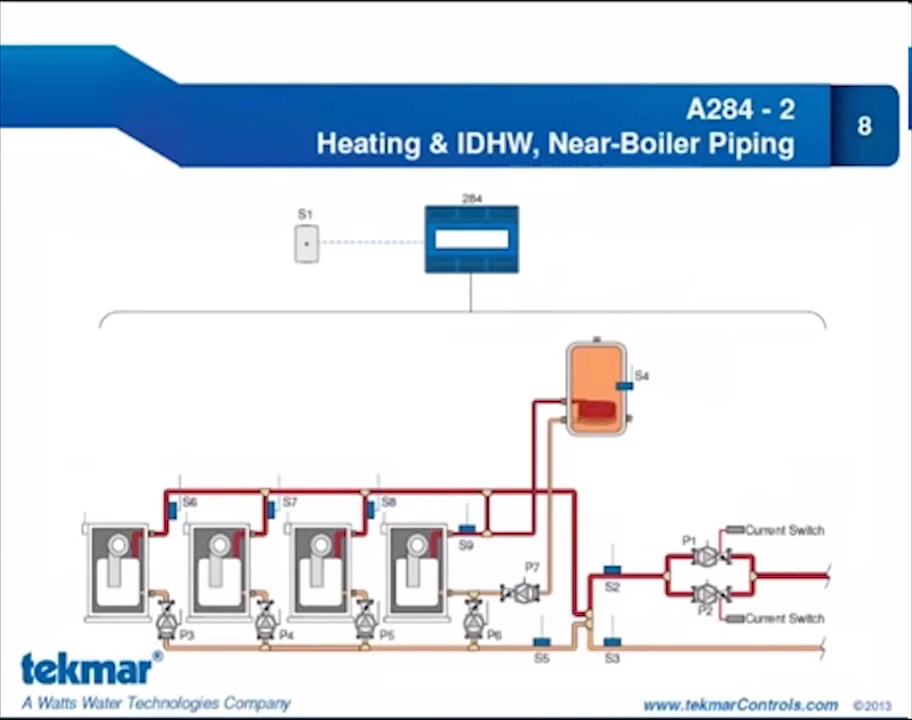 A284 - 2
Heating & IDHW, Near-Boiler Piping
8
284
S1
S4
S6
S7
S8
S9
P7
P1
Current Switch
S2
P2
Current Switch
P3
P4
P5
P6
S5
S3
tekmar®
A Watts Water Technologies Company
www.tekmarControls.com ©2013